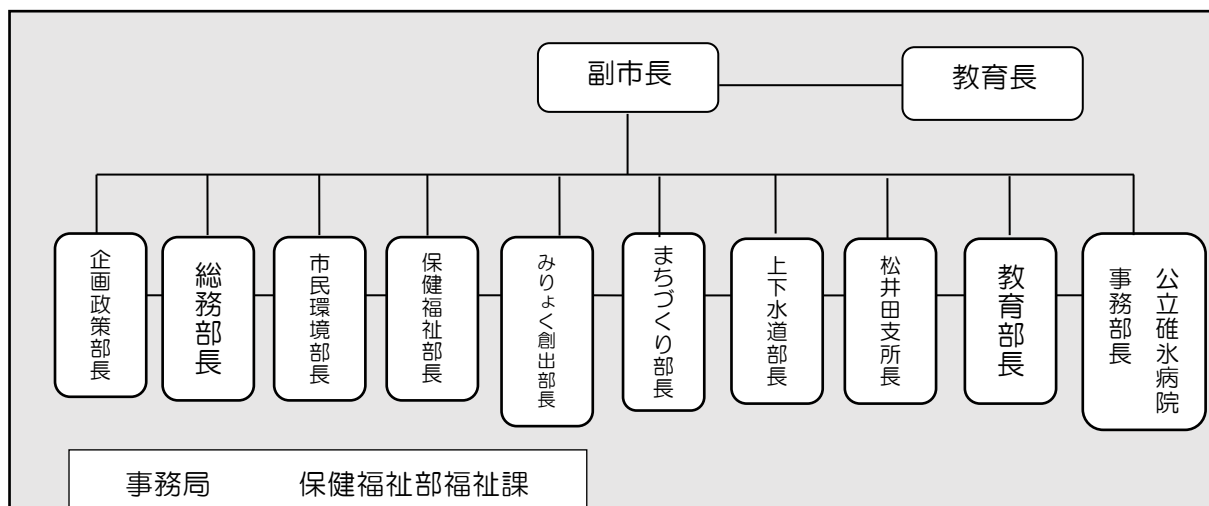 副市長
教育長
企画政策部長
総務部長
市民環境部長
保健福祉部長
みりょく創出部長
まちづくり部長
上下水道部長
松井田支所長
教育部長
公立碓氷病院
事務部長
事務局 保健福祉部福祉課